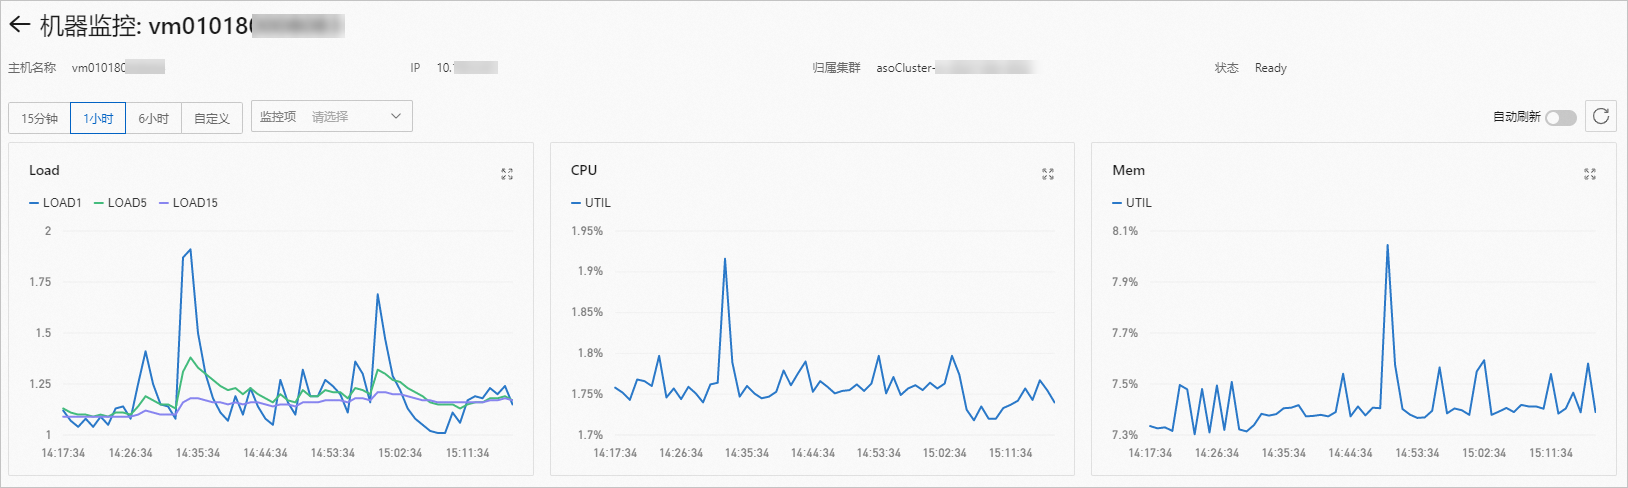 机器监控: vm010180
主机名称 vm010180 IP 10. 归属集群 asoCluster- 状态 Ready
15分钟 1小时 6小时 自定义 监控项 请选择 自动刷新
Load
LOAD1 LOAD5 LOAD15
2
1.75
1.5
1.25
1
14:17:34 14:26:34 14:35:34 14:44:34 14:53:34 15:02:34 15:11:34
CPU
UTIL
1.95%
1.9%
1.85%
1.8%
1.75%
1.7%
14:17:34 14:26:34 14:35:34 14:44:34 14:53:34 15:02:34 15:11:34
Mem
UTIL
8.1%
7.9%
7.7%
7.5%
7.3%
14:17:34 14:26:34 14:35:34 14:44:34 14:53:34 15:02:34 15:11:34